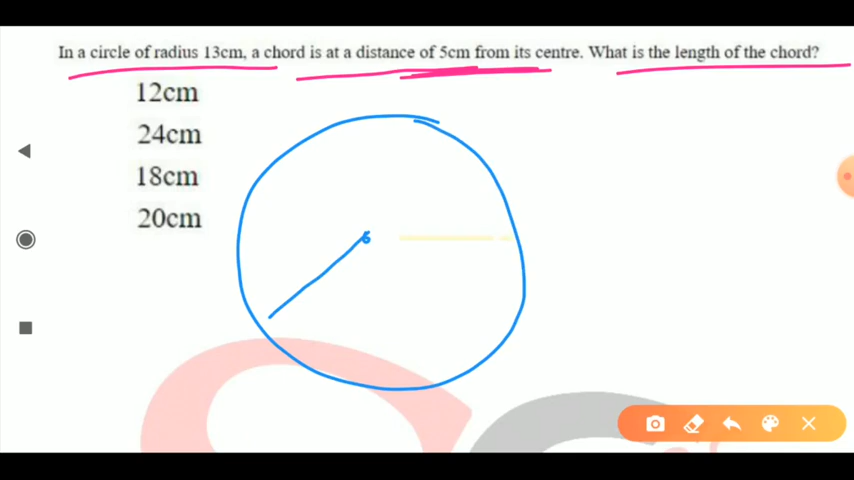 In a circle of radius 13cm, a chord is at a distance of 5cm from its centre. What is the length of the chord?
12cm
24cm
18cm
20cm